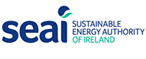 seai
SUSTAINABLE
ENERGY AUTHORITY
OF IRELAND